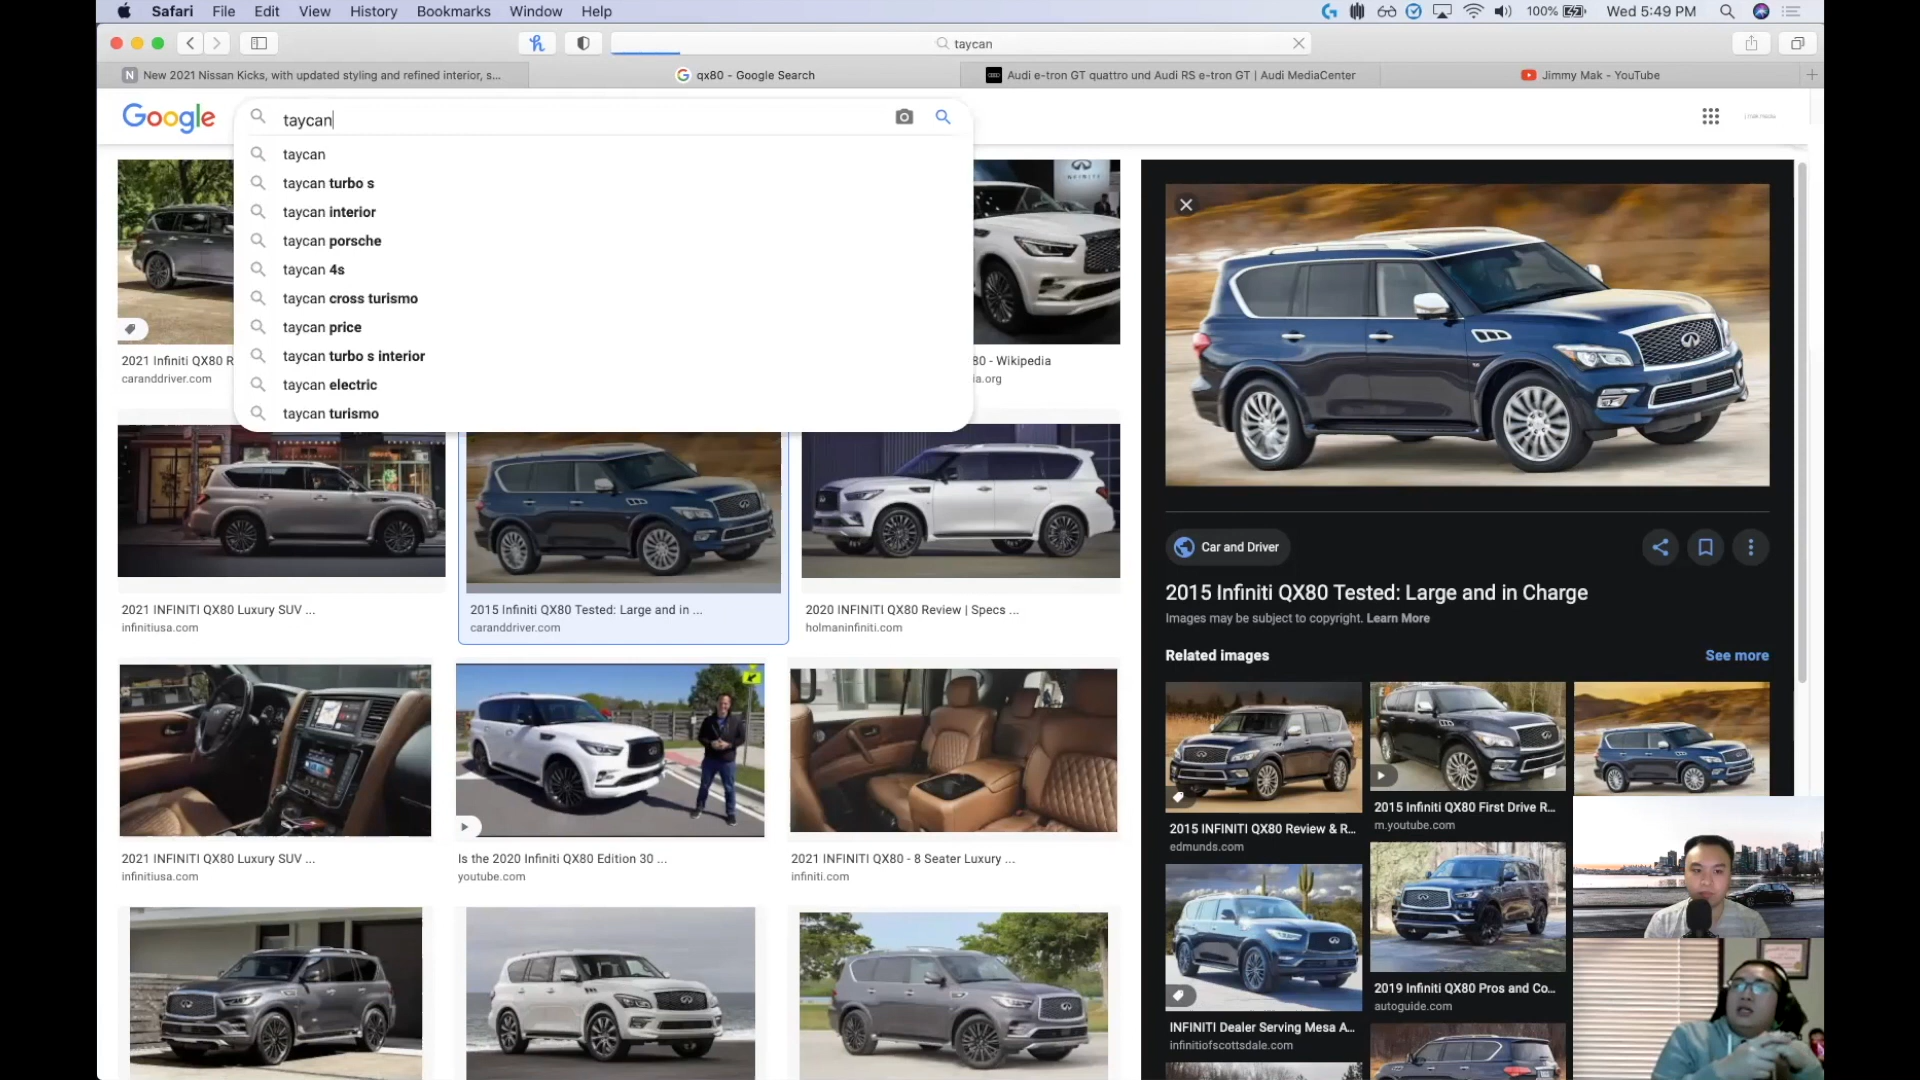 Safari File Edit View History Bookmarks Window Help 100% Wed 5:49 PM
taycan
New 2021 Nissan Kicks, with updated styling and refined interior, s...
qx80 - Google Search
Audi e-tron GT quattro und Audi RS e-tron GT | Audi MediaCenter
Jimmy Mak - YouTube
Google
taycan
taycan
taycan turbo s
taycan interior
taycan porsche
taycan 4s
taycan cross turismo
taycan price
taycan turbo s interior
taycan electric
taycan turismo
INFINITI
2021 Infiniti QX80 R
caranddriver.com
80 - Wikipedia
ia.org
2021 INFINITI QX80 Luxury SUV ...
infinitiusa.com
2015 Infiniti QX80 Tested: Large and in ...
caranddriver.com
2020 INFINITI QX80 Review | Specs ...
holmaninfiniti.com
2021 INFINITI QX80 Luxury SUV ...
infinitiusa.com
Is the 2020 Infiniti QX80 Edition 30 ...
youtube.com
2021 INFINITI QX80 - 8 Seater Luxury ...
infiniti.com
Car and Driver
2015 Infiniti QX80 Tested: Large and in Charge
Images may be subject to copyright. Learn More
Related images
See more
2015 INFINITI QX80 Review & R...
edmunds.com
2015 Infiniti QX80 First Drive R...
m.youtube.com
INFINITI Dealer Serving Mesa A...
infinitiofscottsdale.com
2019 Infiniti QX80 Pros and Co...
autoguide.com